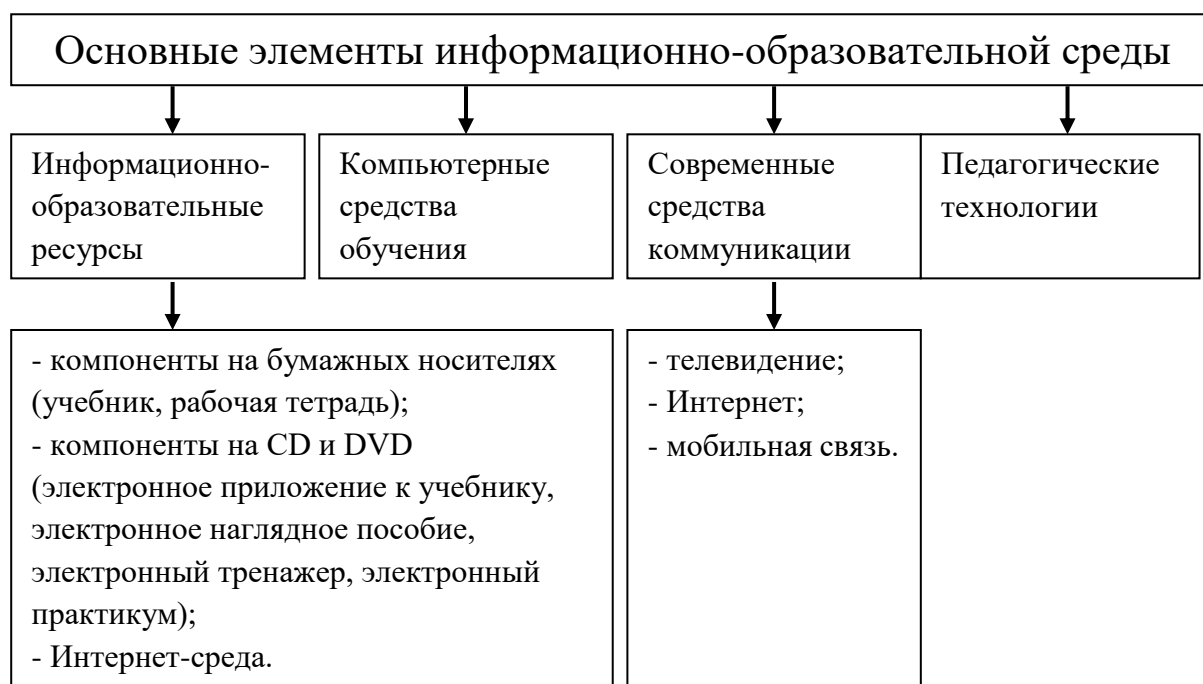 Основные элементы информационно-образовательной среды
Информационно-
образовательные
ресурсы
Компьютерные
средства
обучения
Современные
средства
коммуникации
Педагогические
технологии
- компоненты на бумажных носителях
(учебник, рабочая тетрадь);
- компоненты на CD и DVD
(электронное приложение к учебнику,
электронное наглядное пособие,
электронный тренажер, электронный
практикум);
- Интернет-среда.
- телевидение;
- Интернет;
- мобильная связь.